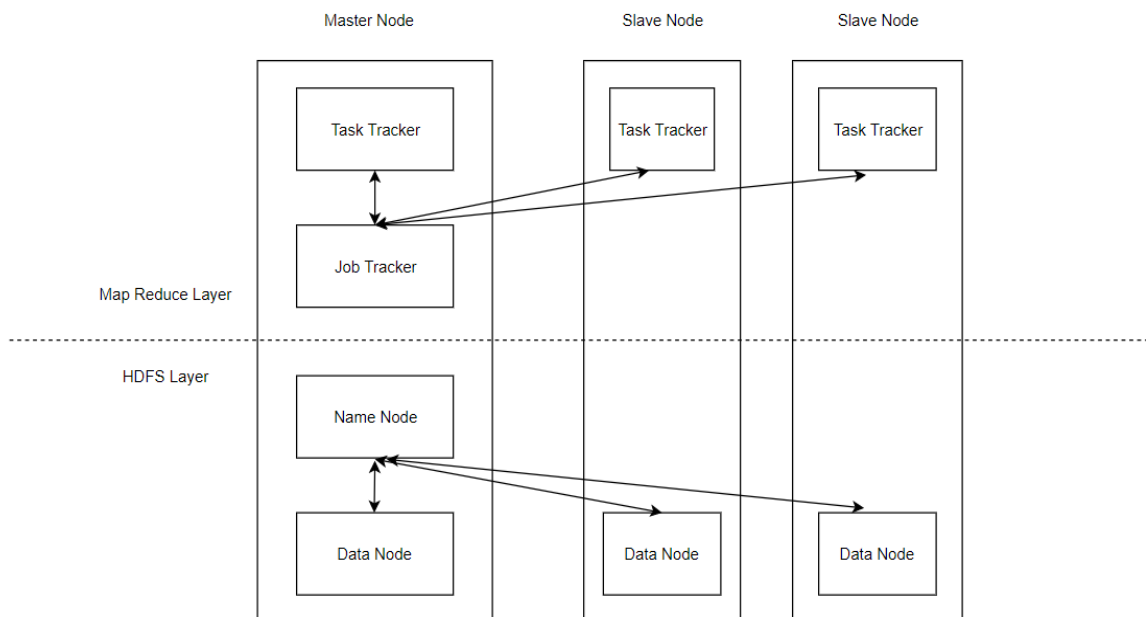 Master Node
Slave Node
Slave Node
Task Tracker
Task Tracker
Task Tracker
Job Tracker
Map Reduce Layer
HDFS Layer
Name Node
Data Node
Data Node
Data Node